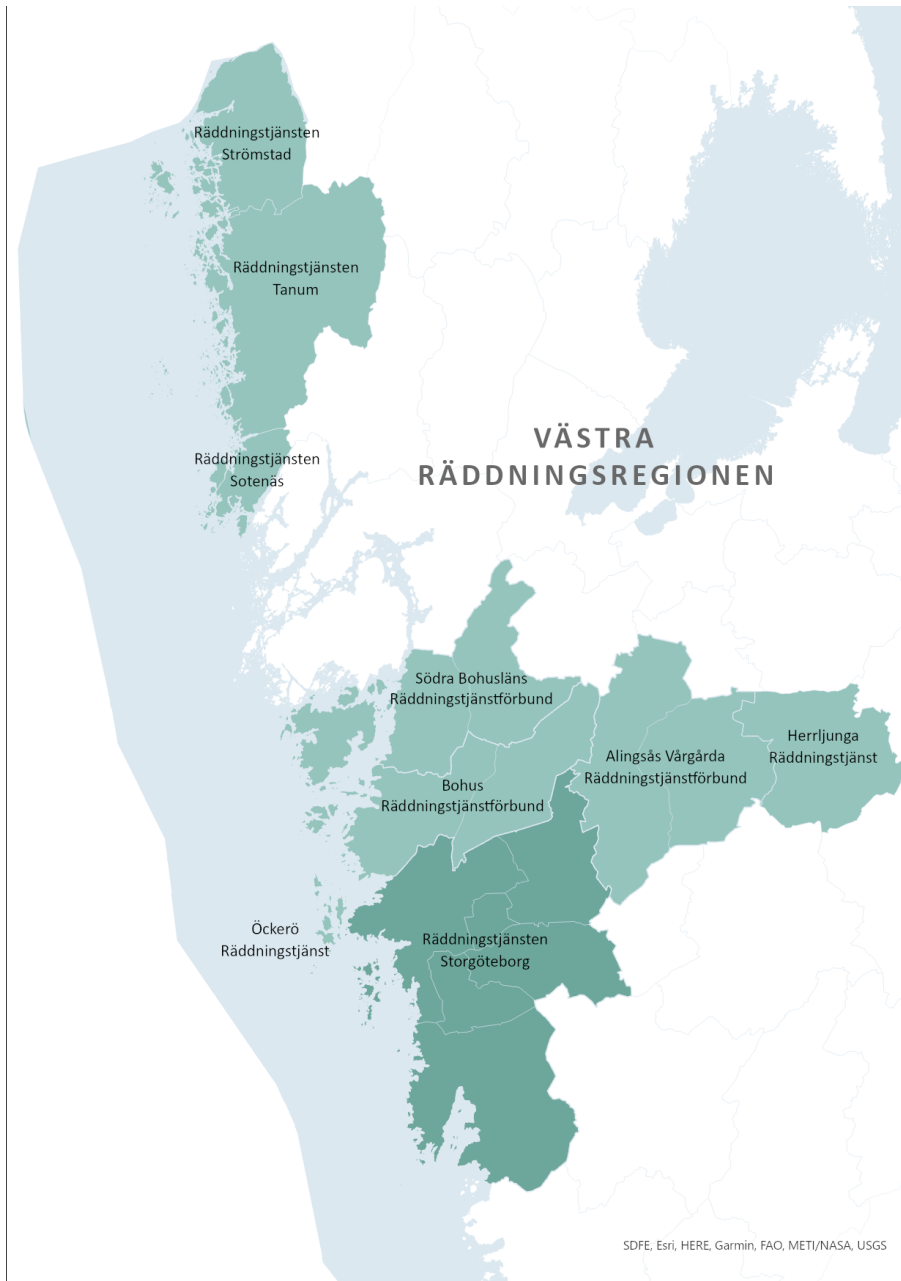 Räddningstjänsten
Strömstad
Räddningstjänsten
Tanum
VÄSTRA
RÄDDNINGSREGIONEN
Räddningstjänsten
Sotenäs
Södra Bohusläns
Räddningstjänstförbund
Herrljunga
Räddningstjänst
Alingsås Vårgårda
Räddningstjänstförbund
Bohus
Räddningstjänstförbund
Öckerö
Räddningstjänst
Räddningstjänsten
Storgöteborg
SDFE, Esri, HERE, Garmin, FAO, METI/NASA, USGS